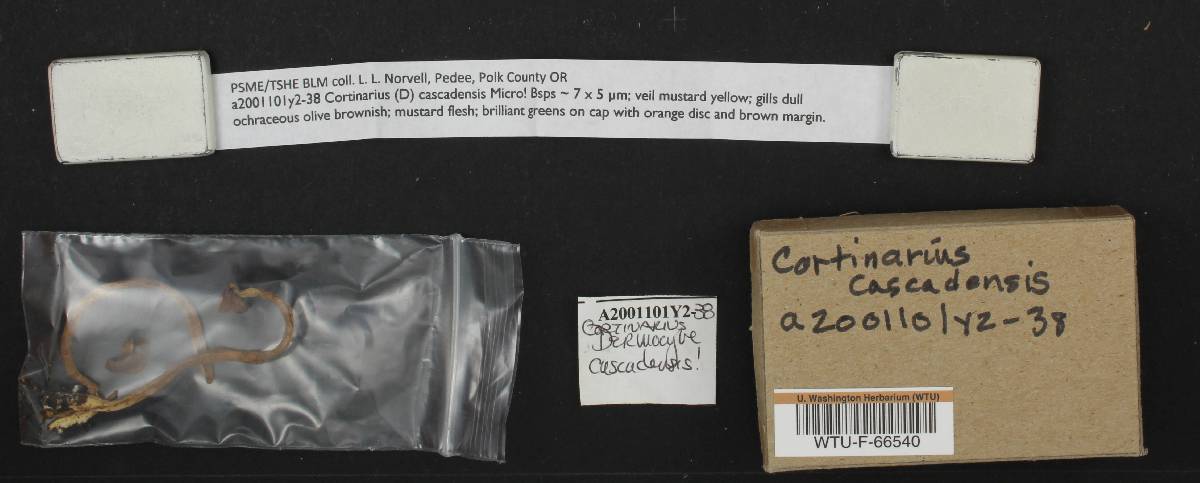 PSME/TSHE BLM coll. L. L. Norvell, Pedee, Polk County OR
a2001101y2-38 Cortinarius (D) cascadensis Micro! Bsps ~ 7 x 5 µm; veil mustard yellow; gills dull
ochraceous olive brownish; mustard flesh; brilliant greens on cap with orange disc and brown margin.
A2001101Y2-38
CORTINARIUS
DERMOCYBE
cascadensis!
Cortinarius
cascadensis
a2001101y2-38
U. Washington Herbarium (WTU)
WTU-F-66540